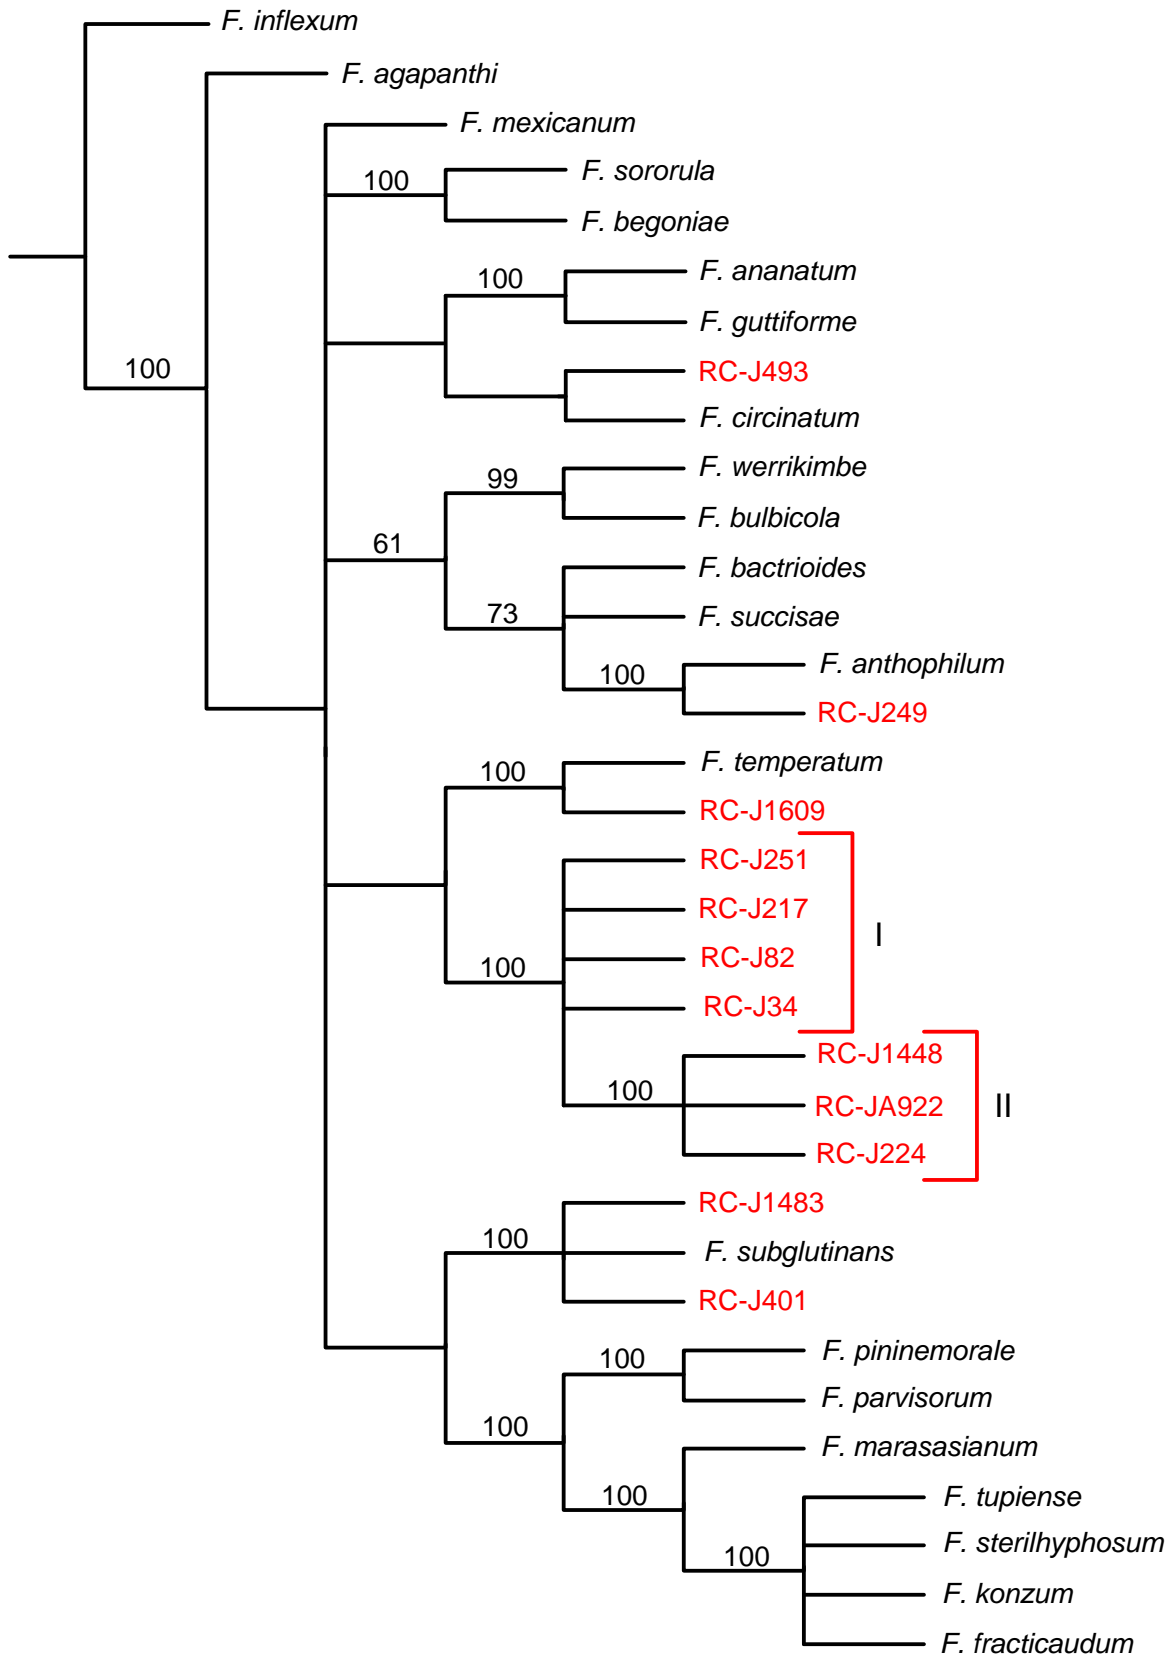 F. inflexum
F. agapanthi
F. mexicanum
100
F. sororula
F. begoniae
100
F. ananatum
F. guttiforme
100
RC-J493
F. circinatum
99
F. werrikimbe
F. bulbicola
61
F. bactrioides
73
F. succisae
100
F. anthophilum
RC-J249
100
F. temperatum
RC-J1609
RC-J251
RC-J217
I
100
RC-J82
RC-J34
RC-J1448
100
RC-JA922
II
RC-J224
RC-J1483
100
F. subglutinans
RC-J401
100
F. pininemorale
F. parvisorum
100
F. marasasianum
100
F. tupiense
F. sterilhyphosum
100
F. konzum
F. fracticaudum